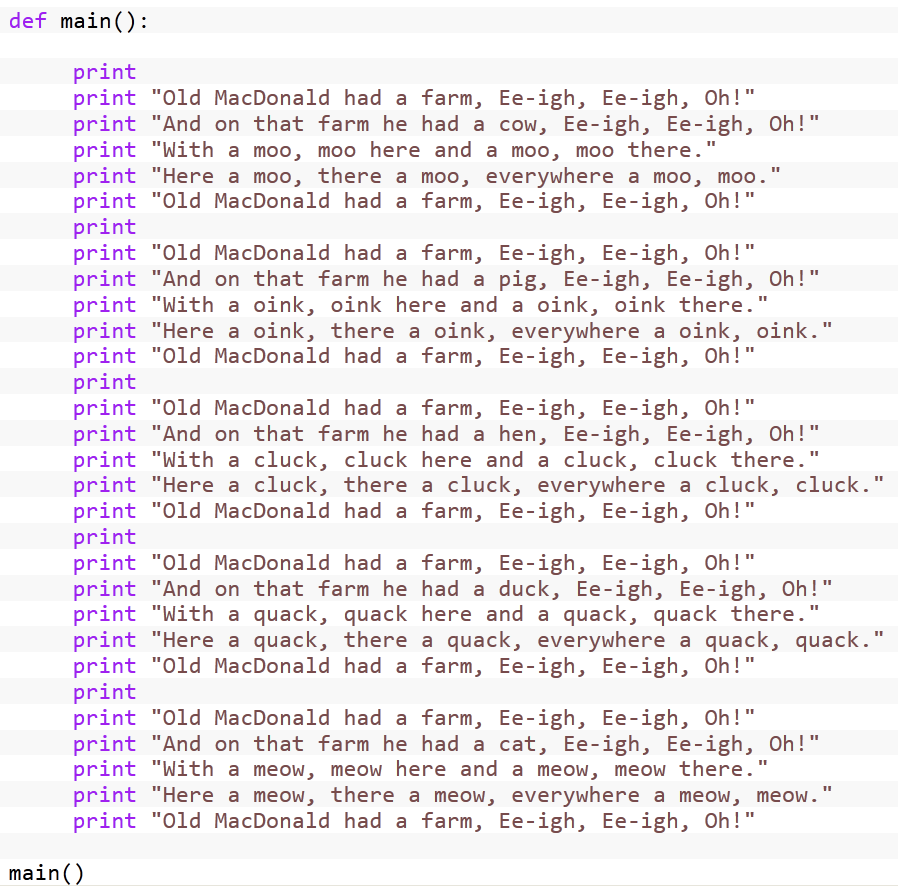 def main():
print
print "Old MacDonald had a farm, Ee-igh, Ee-igh, Oh!"
print "And on that farm he had a cow, Ee-igh, Ee-igh, Oh!"
print "With a moo, moo here and a moo, moo there."
print "Here a moo, there a moo, everywhere a moo, moo."
print "Old MacDonald had a farm, Ee-igh, Ee-igh, Oh!"
print
print "Old MacDonald had a farm, Ee-igh, Ee-igh, Oh!"
print "And on that farm he had a pig, Ee-igh, Ee-igh, Oh!"
print "With a oink, oink here and a oink, oink there."
print "Here a oink, there a oink, everywhere a oink, oink."
print "Old MacDonald had a farm, Ee-igh, Ee-igh, Oh!"
print
print "Old MacDonald had a farm, Ee-igh, Ee-igh, Oh!"
print "And on that farm he had a hen, Ee-igh, Ee-igh, Oh!"
print "With a cluck, cluck here and a cluck, cluck there."
print "Here a cluck, there a cluck, everywhere a cluck, cluck."
print "Old MacDonald had a farm, Ee-igh, Ee-igh, Oh!"
print
print "Old MacDonald had a farm, Ee-igh, Ee-igh, Oh!"
print "And on that farm he had a duck, Ee-igh, Ee-igh, Oh!"
print "With a quack, quack here and a quack, quack there."
print "Here a quack, there a quack, everywhere a quack, quack."
print "Old MacDonald had a farm, Ee-igh, Ee-igh, Oh!"
print
print "Old MacDonald had a farm, Ee-igh, Ee-igh, Oh!"
print "And on that farm he had a cat, Ee-igh, Ee-igh, Oh!"
print "With a meow, meow here and a meow, meow there."
print "Here a meow, there a meow, everywhere a meow, meow."
print "Old MacDonald had a farm, Ee-igh, Ee-igh, Oh!"
main()